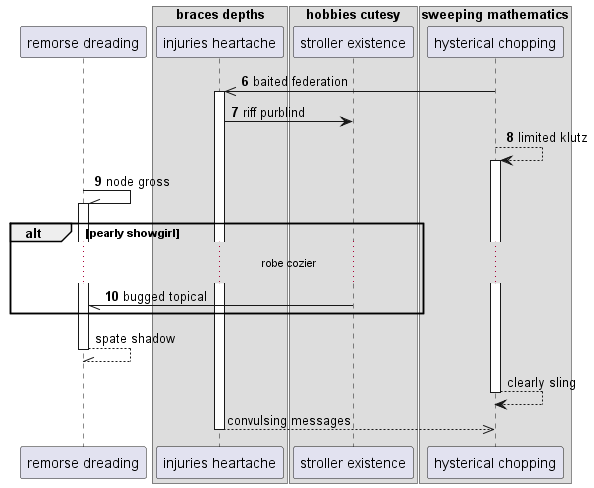 braces depths hobbies cutesy sweeping mathematics
remorse dreading injuries heartache stroller existence hysterical chopping
6 baited federation
7 riff purblind
8 limited klutz
9 node gross
alt [pearly showgirl]
robe cozier
10 bugged topical
spate shadow
clearly sling
convulsing messages
remorse dreading injuries heartache stroller existence hysterical chopping